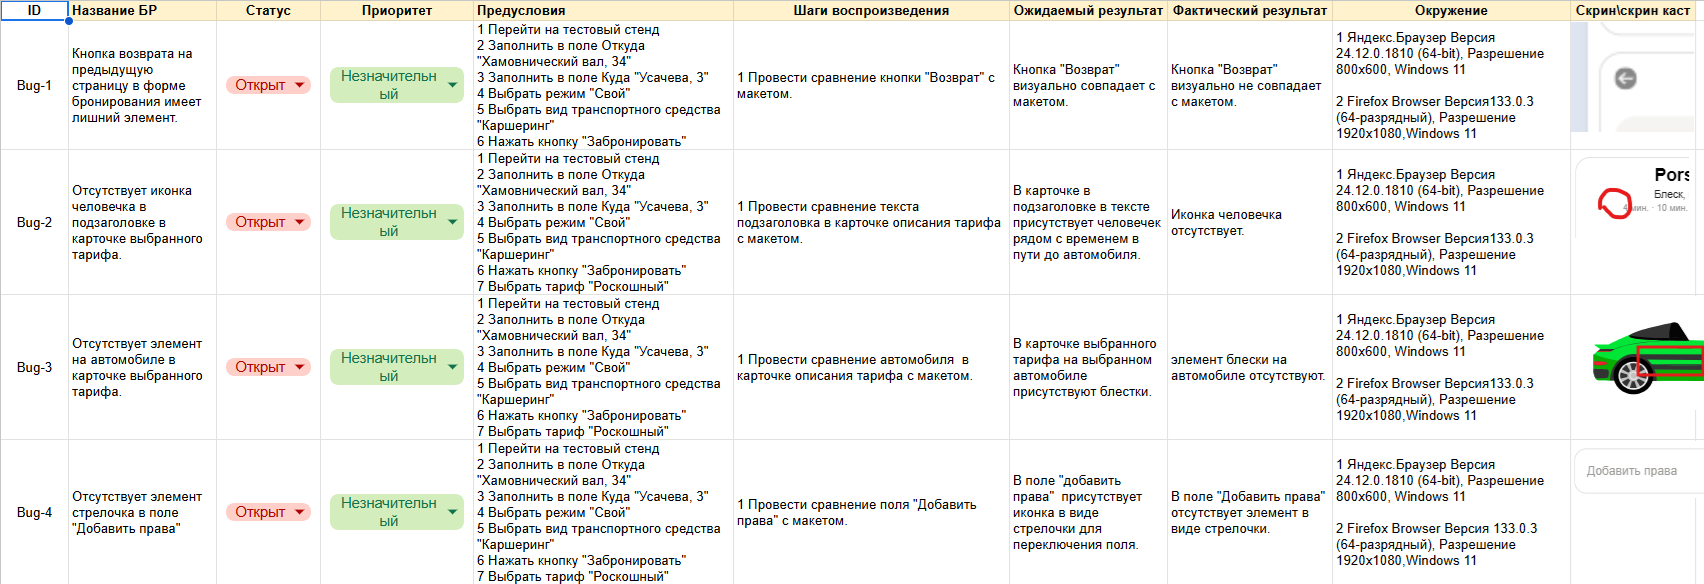 ID Название БР Статус Приоритет Предусловия Шаги воспроизведения Ожидаемый результат Фактический результат Окружение Скрин\скрин каст
Bug-1
Кнопка возврата на
предыдущую
страницу в форме
бронирования имеет
лишний элемент.
Открыт
Незначительн
ый
1 Перейти на тестовый стенд
2 Заполнить в поле Откуда
"Хамовнический вал, 34"
3 Заполнить в поле Куда "Усачева, 3"
4 Выбрать режим "Свой"
5 Выбрать вид транспортного средства
"Каршеринг"
6 Нажать кнопку "Забронировать"
1 Провести сравнение кнопки "Возврат" с
макетом.
Кнопка "Возврат"
визуально совпадает с
макетом.
Кнопка "Возврат"
визуально не совпадает
с макетом.
1 Яндекс.Браузер Версия
24.12.0.1810 (64-bit), Разрешение
800x600, Windows 11
2 Firefox Browser Версия133.0.3
(64-разрядный), Разрешение
1920x1080,Windows 11
Bug-2
Отсутствует иконка
человечка в
подзаголовке в
карточке выбранного
тарифа.
Открыт
Незначительн
ый
1 Перейти на тестовый стенд
2 Заполнить в поле Откуда
"Хамовнический вал, 34"
3 Заполнить в поле Куда "Усачева, 3"
4 Выбрать режим "Свой"
5 Выбрать вид транспортного средства
"Каршеринг"
6 Нажать кнопку "Забронировать"
7 Выбрать тариф "Роскошный"
1 Провести сравнение текста
подзаголовка в карточке описания тарифа
с макетом.
В карточке в
подзаголовке в тексте
присутствует человечек
рядом с временем в
пути до автомобиля.
Иконка человечка
отсутствует.
1 Яндекс.Браузер Версия
24.12.0.1810 (64-bit), Разрешение
800x600, Windows 11
2 Firefox Browser Версия133.0.3
(64-разрядный), Разрешение
1920x1080,Windows 11
Pors
Блеск,
4 мин. · 10 мин.
Bug-3
Отсутствует элемент
на автомобиле в
карточке выбранного
тарифа.
Открыт
Незначительн
ый
1 Перейти на тестовый стенд
2 Заполнить в поле Откуда
"Хамовнический вал, 34"
3 Заполнить в поле Куда "Усачева, 3"
4 Выбрать режим "Свой"
5 Выбрать вид транспортного средства
"Каршеринг"
6 Нажать кнопку "Забронировать"
7 Выбрать тариф "Роскошный"
1 Провести сравнение автомобиля  в
карточке описания тарифа с макетом.
В карточке выбранного
тарифа на выбранном
автомобиле
присутствуют блестки.
элемент блески на
автомобиле отсутствуют.
1 Яндекс.Браузер Версия
24.12.0.1810 (64-bit), Разрешение
800x600, Windows 11
2 Firefox Browser Версия133.0.3
(64-разрядный), Разрешение
1920x1080,Windows 11
Bug-4
Отсутствует элемент
стрелочка в поле
"Добавить права"
Открыт
Незначительн
ый
1 Перейти на тестовый стенд
2 Заполнить в поле Откуда
"Хамовнический вал, 34"
3 Заполнить в поле Куда "Усачева, 3"
4 Выбрать режим "Свой"
5 Выбрать вид транспортного средства
"Каршеринг"
6 Нажать кнопку "Забронировать"
7 Выбрать тариф "Роскошный"
1 Провести сравнение поля "Добавить
права" с макетом.
В поле "добавить
права"  присутствует
иконка в виде
стрелочки для
переключения поля.
В поле "Добавить права"
отсутствует элемент в
виде стрелочки.
1 Яндекс.Браузер Версия
24.12.0.1810 (64-bit), Разрешение
800x600, Windows 11
2 Firefox Browser Версия 133.0.3
(64-разрядный), Разрешение
1920x1080,Windows 11
Добавить права